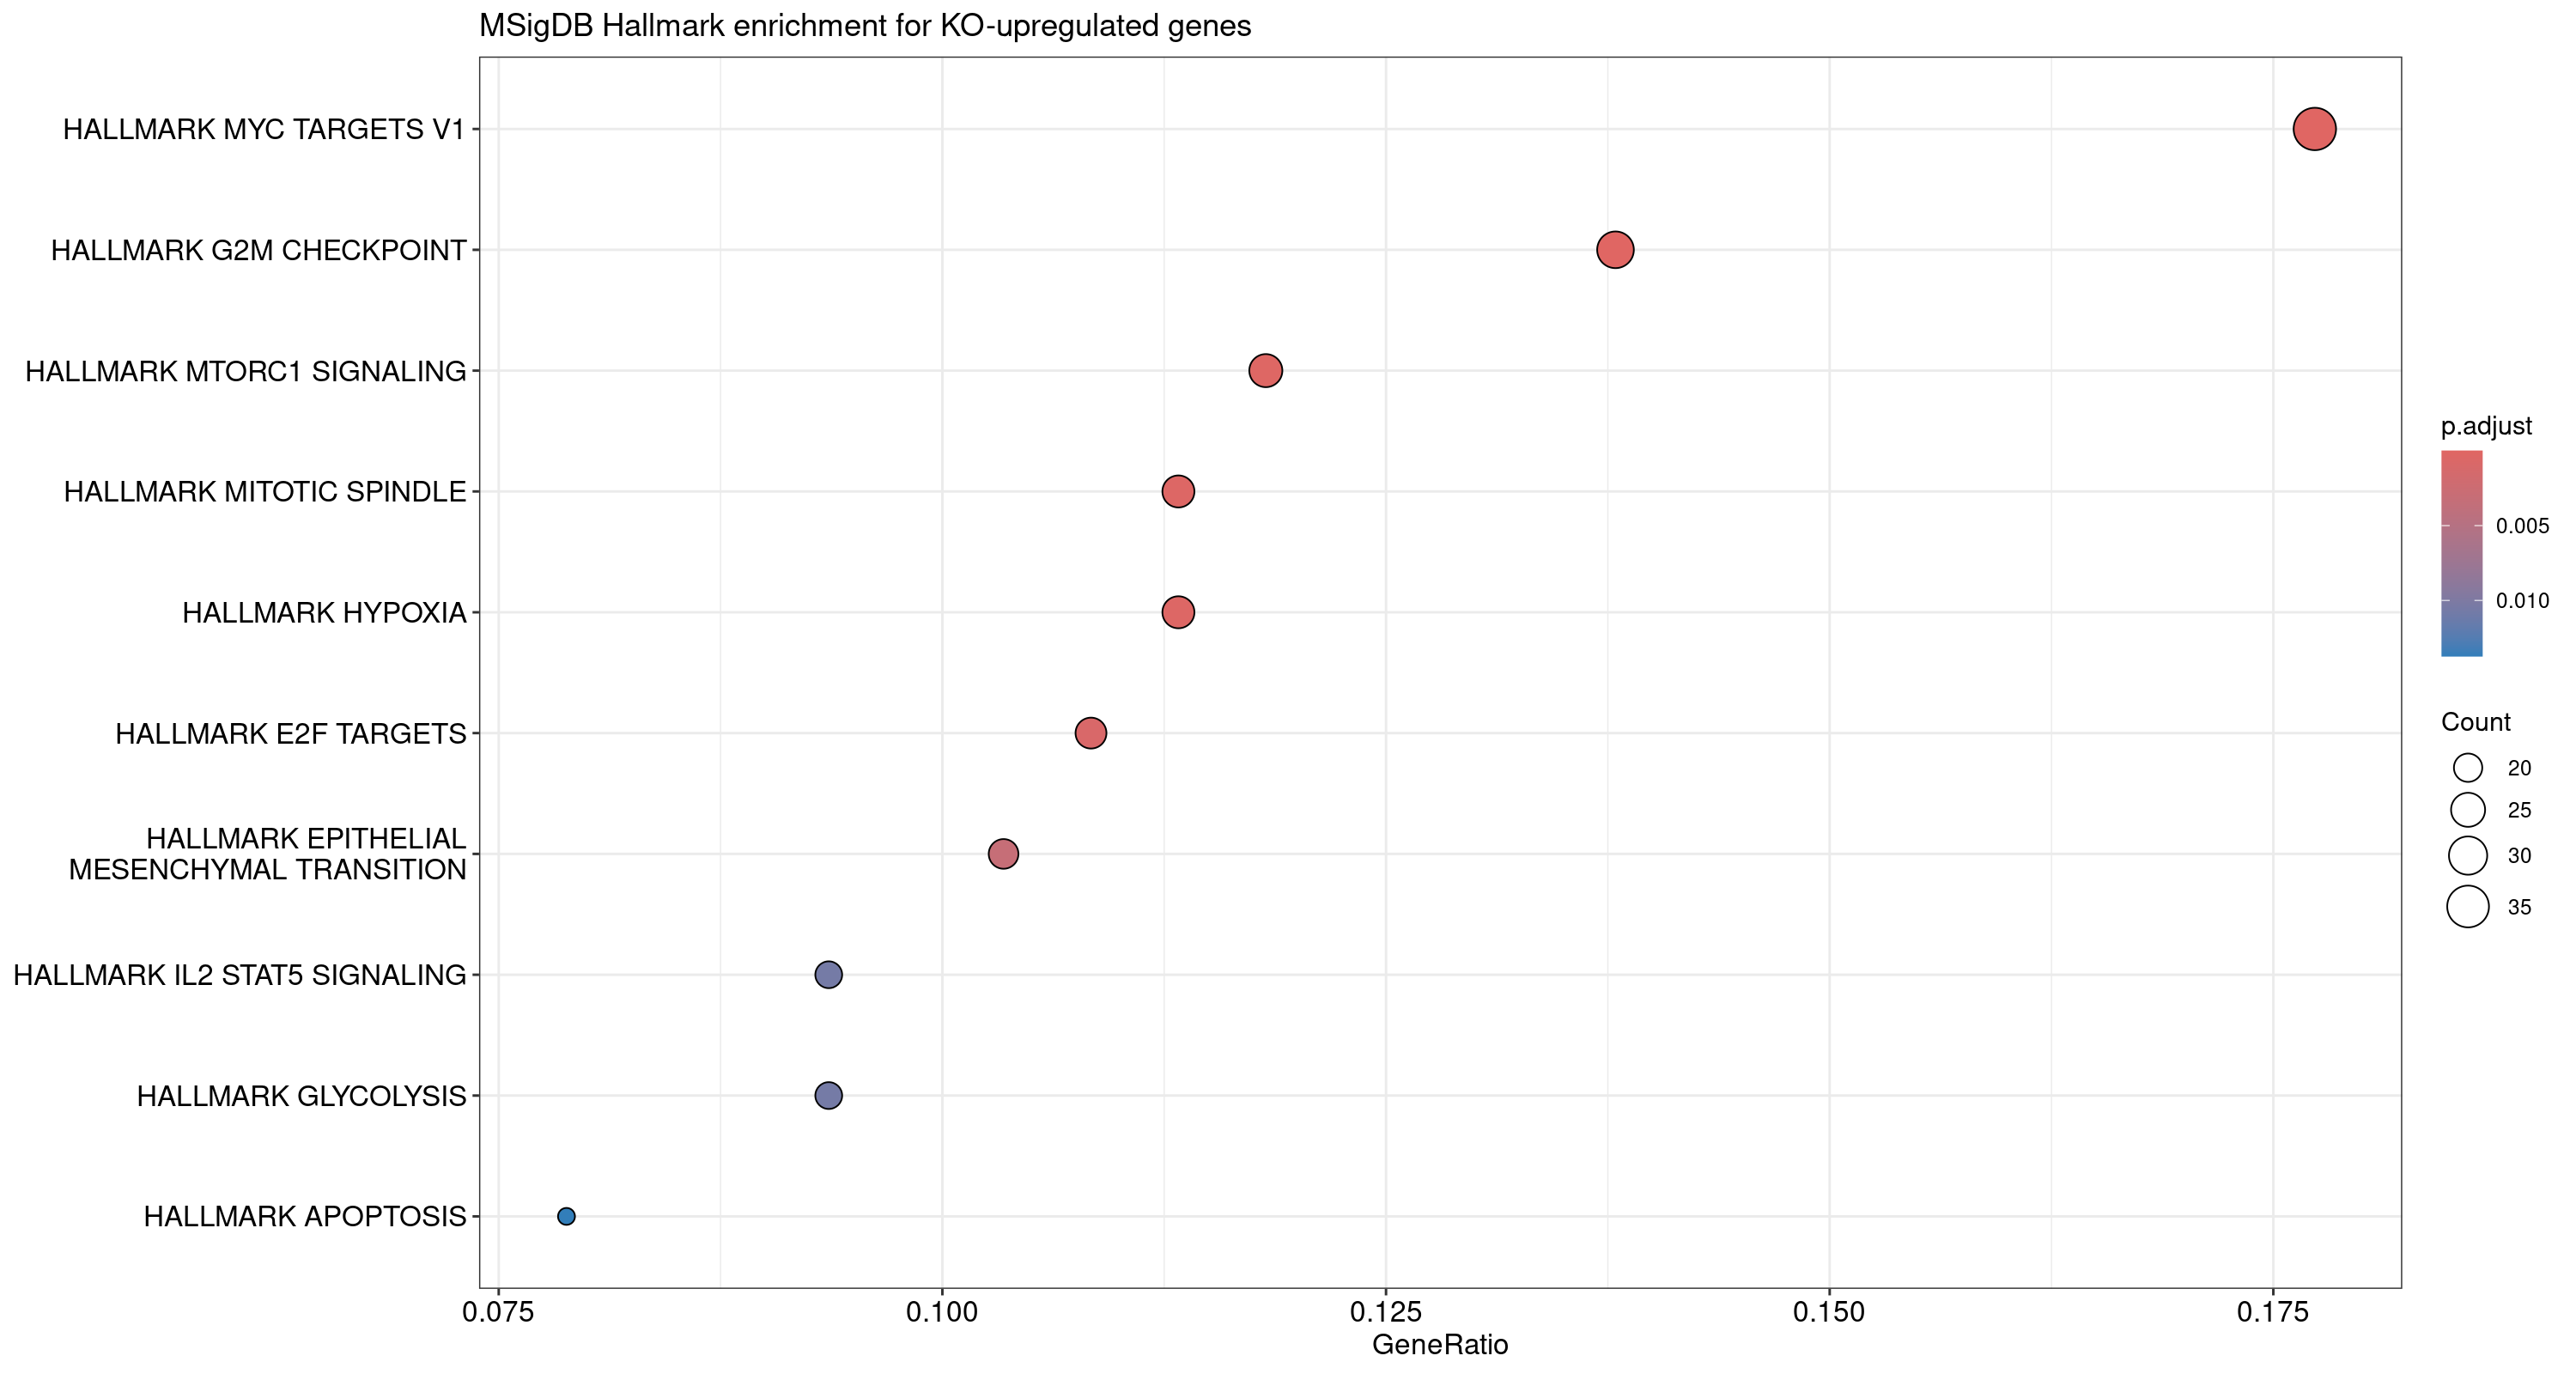 MSigDB Hallmark enrichment for KO-upregulated genes
HALLMARK MYC TARGETS V1
HALLMARK G2M CHECKPOINT
HALLMARK MTORC1 SIGNALING
HALLMARK MITOTIC SPINDLE
HALLMARK HYPOXIA
HALLMARK E2F TARGETS
HALLMARK EPITHELIAL
MESENCHYMAL TRANSITION
HALLMARK IL2 STAT5 SIGNALING
HALLMARK GLYCOLYSIS
HALLMARK APOPTOSIS
0.075 0.100 0.125 0.150 0.175
GeneRatio
p.adjust
0.005
0.010
Count
20
25
30
35